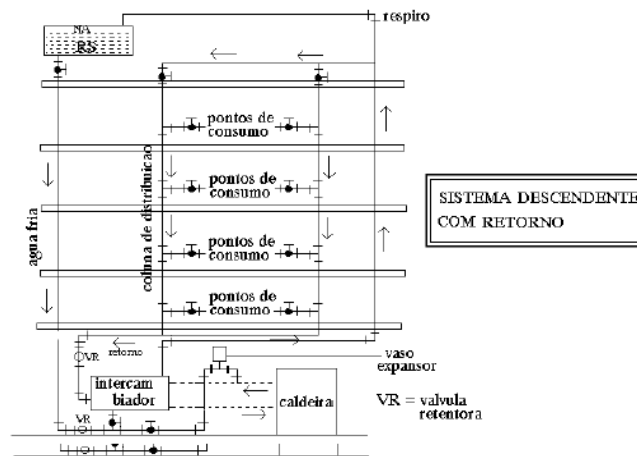 respiro
NA
RS
pontos de
consumo
pontos de
consumo
pontos de
consumo
pontos de
consumo
agua fria
coluna de distribuicao
SISTEMA DESCENDENTE
COM RETORNO
VR
retorno
vaso
expansor
intercam
biador
caldeira
VR = valvula
retentora
VR